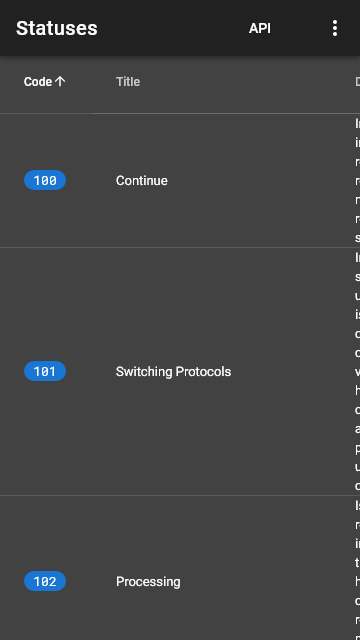 Statuses API
Code Title
100 Continue
101 Switching Protocols
102 Processing